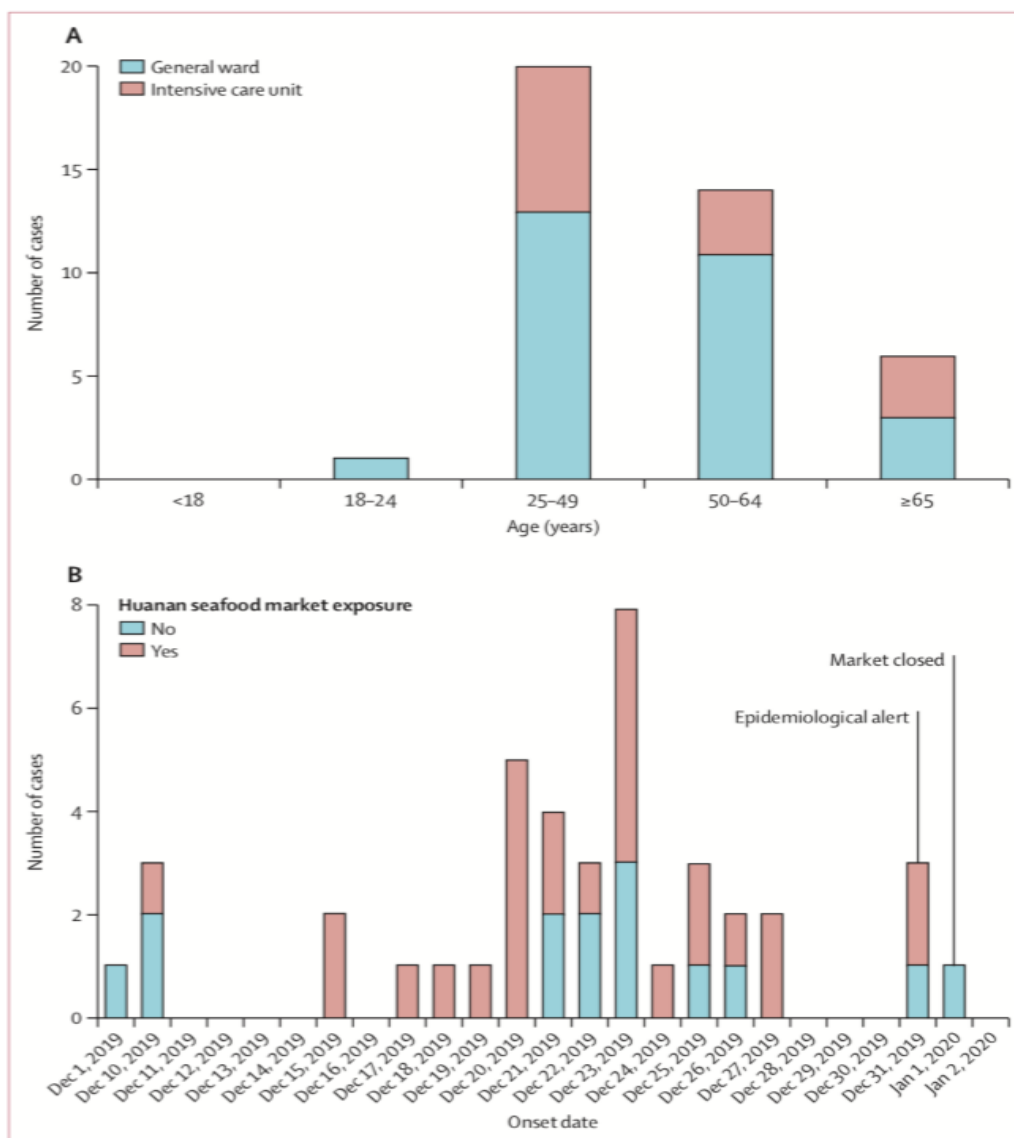 A
General ward
Intensive care unit
20
15
10
5
0
Number of cases
<18 18–24 25–49 50–64 ≥65
Age (years)
B
Huanan seafood market exposure
No
Yes
8
6
4
2
0
Number of cases
Market closed
Epidemiological alert
Dec 1, 2019
Dec 10, 2019
Dec 11, 2019
Dec 12, 2019
Dec 13, 2019
Dec 14, 2019
Dec 15, 2019
Dec 16, 2019
Dec 17, 2019
Dec 18, 2019
Dec 19, 2019
Dec 20, 2019
Dec 21, 2019
Dec 22, 2019
Dec 23, 2019
Dec 24, 2019
Dec 25, 2019
Dec 26, 2019
Dec 27, 2019
Dec 28, 2019
Dec 29, 2019
Dec 30, 2019
Dec 31, 2019
Jan 1, 2020
Jan 2, 2020
Onset date